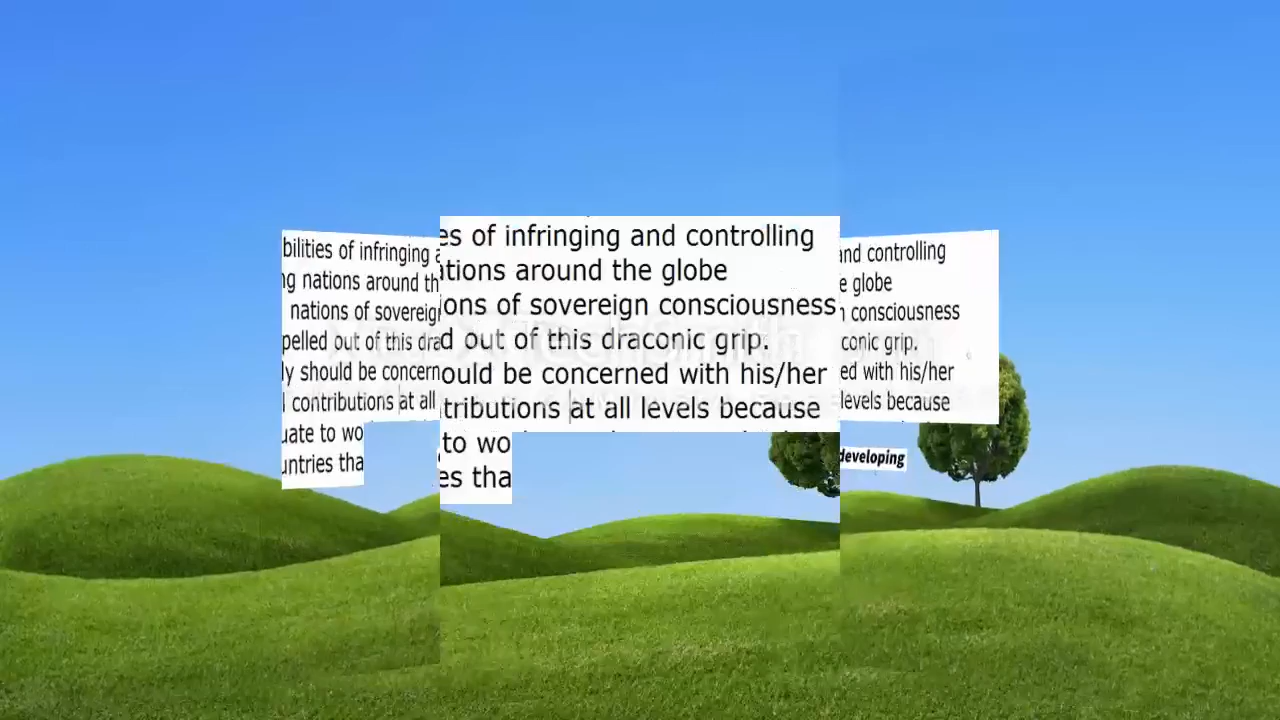 bilities of infringing
ng nations around th
nations of sovereig
pelled out of this dra
ly should be concern
contributions at all
uate to wo
untries tha
es of infringing and controlling
ations around the globe
ons of sovereign consciousness
d out of this draconic grip.
ould be concerned with his/her
tributions at all levels because
to wo
es tha
and controlling
e globe
consciousness
conic grip.
ed with his/her
levels because
developing